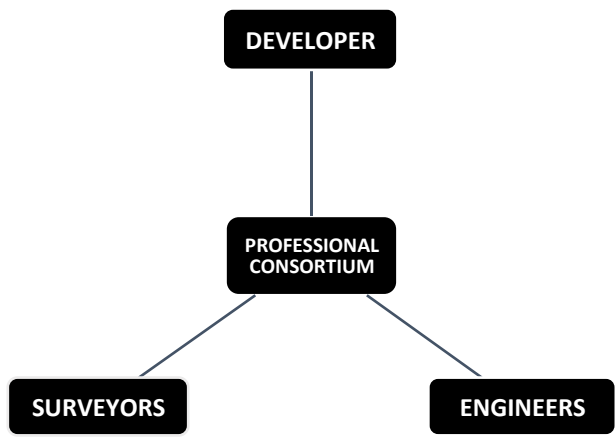 DEVELOPER
PROFESSIONAL
CONSORTIUM
SURVEYORS
ENGINEERS